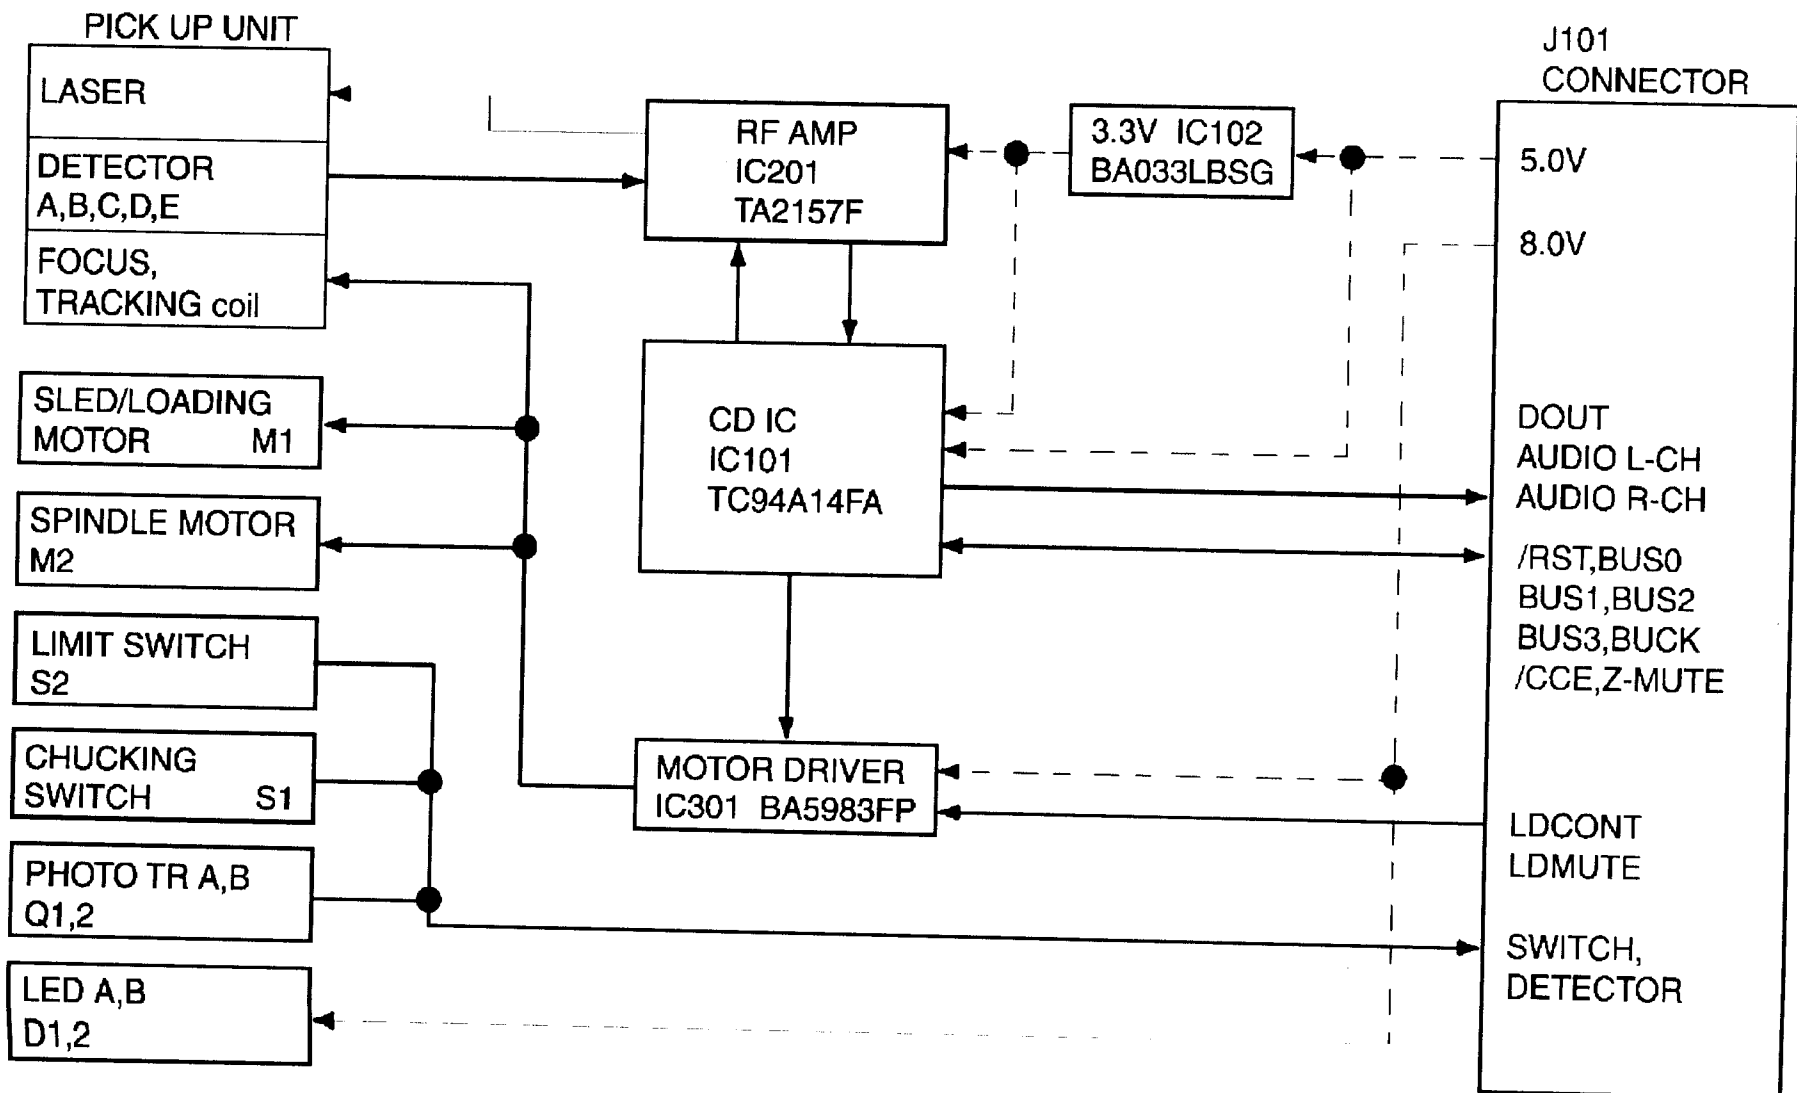 PICK UP UNIT
LASER
DETECTOR
A,B,C,D,E
FOCUS,
TRACKING coil
SLED/LOADING
MOTOR M1
SPINDLE MOTOR
M2
LIMIT SWITCH
S2
CHUCKING
SWITCH S1
PHOTO TR A,B
Q1,2
LED A,B
D1,2
RF AMP
IC201
TA2157F
3.3V IC102
BA033LBSG
CD IC
IC101
TC94A14FA
MOTOR DRIVER
IC301 BA5983FP
J101
CONNECTOR
5.0V
8.0V
DOUT
AUDIO L-CH
AUDIO R-CH
/RST,BUS0
BUS1,BUS2
BUS3,BUCK
/CCE,Z-MUTE
LDCONT
LDMUTE
SWITCH,
DETECTOR